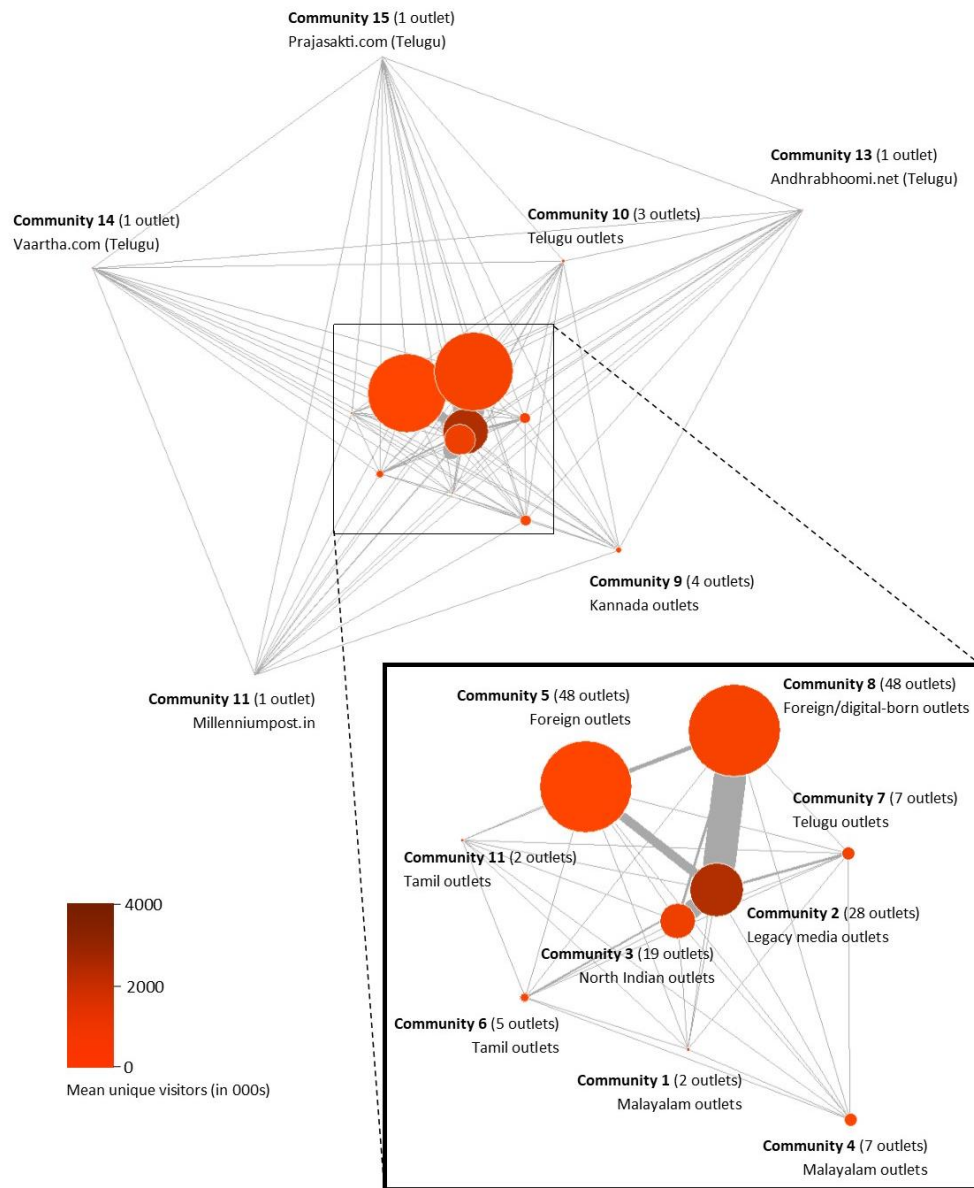 Community 15 (1 outlet)
Prajasakti.com (Telugu)
Community 13 (1 outlet)
Andhrabhoomi.net (Telugu)
Community 14 (1 outlet)
Vaartha.com (Telugu)
Community 10 (3 outlets)
Telugu outlets
Community 9 (4 outlets)
Kannada outlets
Community 11 (1 outlet)
Millenniumpost.in
Community 5 (48 outlets)
Foreign outlets
Community 8 (48 outlets)
Foreign/digital-born outlets
Community 7 (7 outlets)
Telugu outlets
Community 11 (2 outlets)
Tamil outlets
Community 2 (28 outlets)
Legacy media outlets
Community 3 (19 outlets)
North Indian outlets
Community 6 (5 outlets)
Tamil outlets
Community 1 (2 outlets)
Malayalam outlets
Community 4 (7 outlets)
Malayalam outlets
4000
2000
0
Mean unique visitors (in 000s)